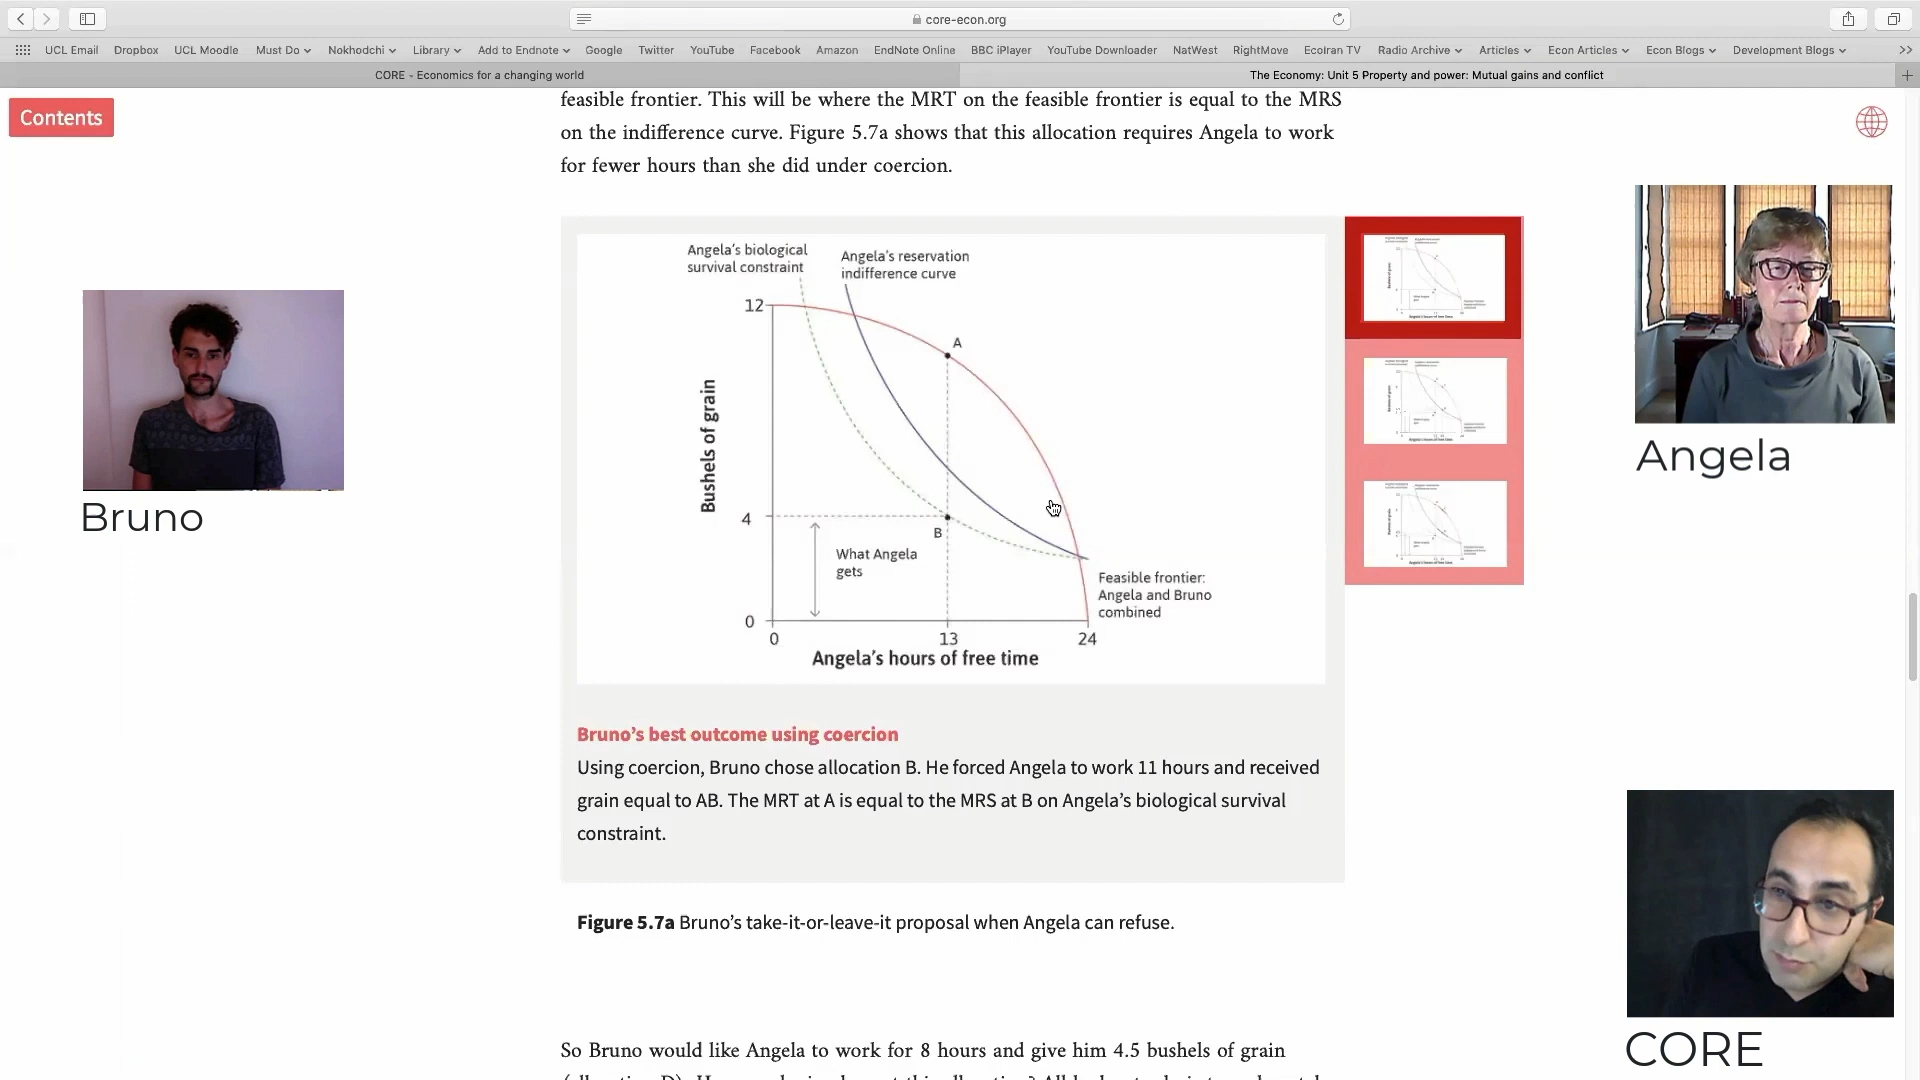 core-econ.org
UCL Email Dropbox UCL Moodle Must Do Nokhodchi Library Add to Endnote Google Twitter YouTube Facebook Amazon EndNote Online BBC iPlayer YouTube Downloader NatWest RightMove EcoIran TV Radio Archive Articles Econ Articles Econ Blogs Development Blogs
CORE - Economics for a changing world
The Economy: Unit 5 Property and power: Mutual gains and conflict
Contents
feasible frontier. This will be where the MRT on the feasible frontier is equal to the MRS
on the indifference curve. Figure 5.7a shows that this allocation requires Angela to work
for fewer hours than she did under coercion.
Angela's biological
survival constraint
Angela's reservation
indifference curve
12
A
Bushels of grain
4
B
What Angela
gets
Feasible frontier:
Angela and Bruno
combined
0
0
13
24
Angela's hours of free time
Bruno
Angela
Bruno's best outcome using coercion
Using coercion, Bruno chose allocation B. He forced Angela to work 11 hours and received
grain equal to AB. The MRT at A is equal to the MRS at B on Angela's biological survival
constraint.
Figure 5.7a Bruno's take-it-or-leave-it proposal when Angela can refuse.
So Bruno would like Angela to work for 8 hours and give him 4.5 bushels of grain
CORE